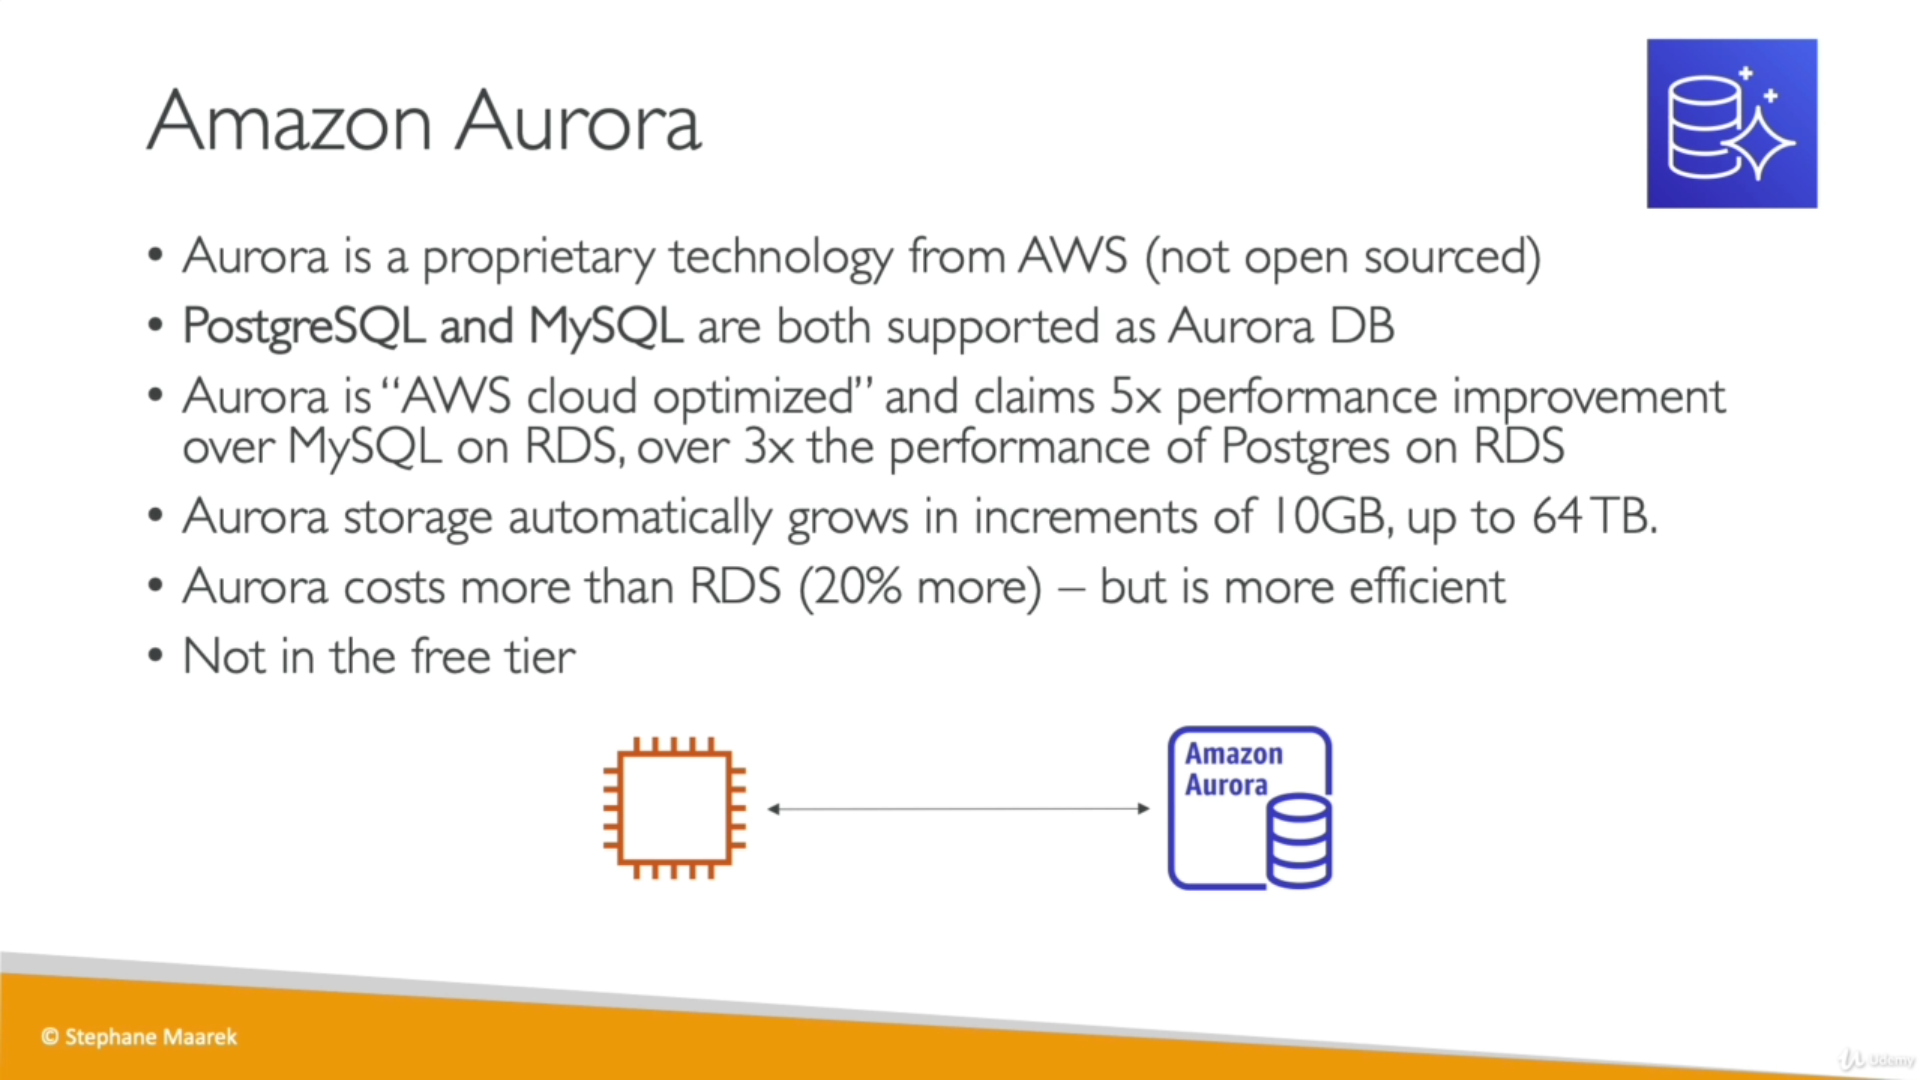 Amazon Aurora
• Aurora is a proprietary technology from AWS (not open sourced)
• PostgreSQL and MySQL are both supported as Aurora DB
• Aurora is “AWS cloud optimized” and claims 5x performance improvement
over MySQL on RDS, over 3x the performance of Postgres on RDS
• Aurora storage automatically grows in increments of 10GB, up to 64 TB.
• Aurora costs more than RDS (20% more) – but is more efficient
• Not in the free tier
Amazon
Aurora
© Stephane Maarek
Udemy